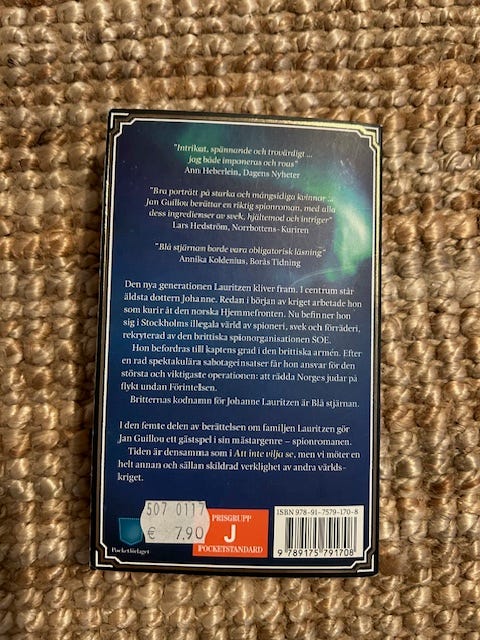 "Intrikat, spännande och trovärdigt ...
jag både imponeras och roas"
Ann Heberlein, Dagens Nyheter
"Bra porträtt på starka och mångsidiga kvinnor ...
Jan Guillou berättar en riktig spionroman, med alla
dess ingredienser av svek, hjältemod och intriger"
Lars Hedström, Norrbottens-Kuriren
"Blå stjärnan borde vara obligatorisk läsning"
Annika Koldenius, Borås Tidning
Den nya generationen Lauritzen kliver fram. I centrum står
äldsta dottern Johanne. Redan i början av kriget arbetade hon
som kurir åt den norska Hjemmefronten. Nu befinner hon
sig i Stockholms illegala värld av spioneri, svek och förräderi,
rekryterad av den brittiska spionorganisationen SOE.
Hon befordras till kaptens grad i den brittiska armén. Efter
en rad spektakulära sabotageinsatser får hon ansvar för den
största och viktigaste operationen: att rädda Norges judar på
flykt undan Förintelsen.
Britternas kodnamn för Johanne Lauritzen är Blå stjärnan.
I den femte delen av berättelsen om familjen Lauritzen gör
Jan Guillou ett gästspel i sin mästargenre – spionromanen.
Tiden är densamma som i Att inte vilja se, men vi möter en
helt annan och sällan skildrad verklighet av andra världs-
kriget.
507 0117
€ 7.90
PRISGRUPP
J
POCKETSTANDARD
Pocketförlaget
ISBN 978-91-7579-170-8
9 789175 791708